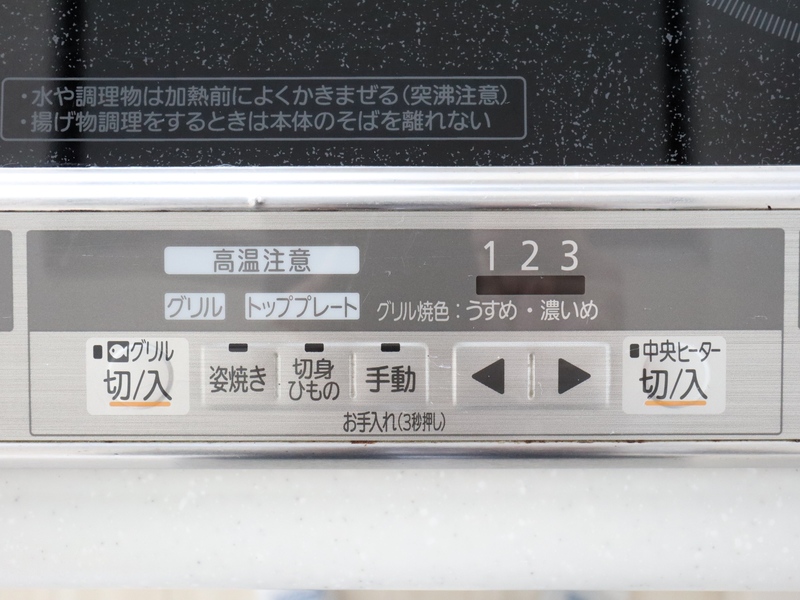 ・水や調理物は加熱前によくかきまぜる(突沸注意)
・揚げ物調理をするときは本体のそばを離れない
高温注意
グリル トッププレート
1 2 3
グリル焼色：うすめ・濃いめ
グリル
切/入
姿焼き
切身
ひもの
手動
中央ヒーター
切/入
お手入れ(3秒押し)